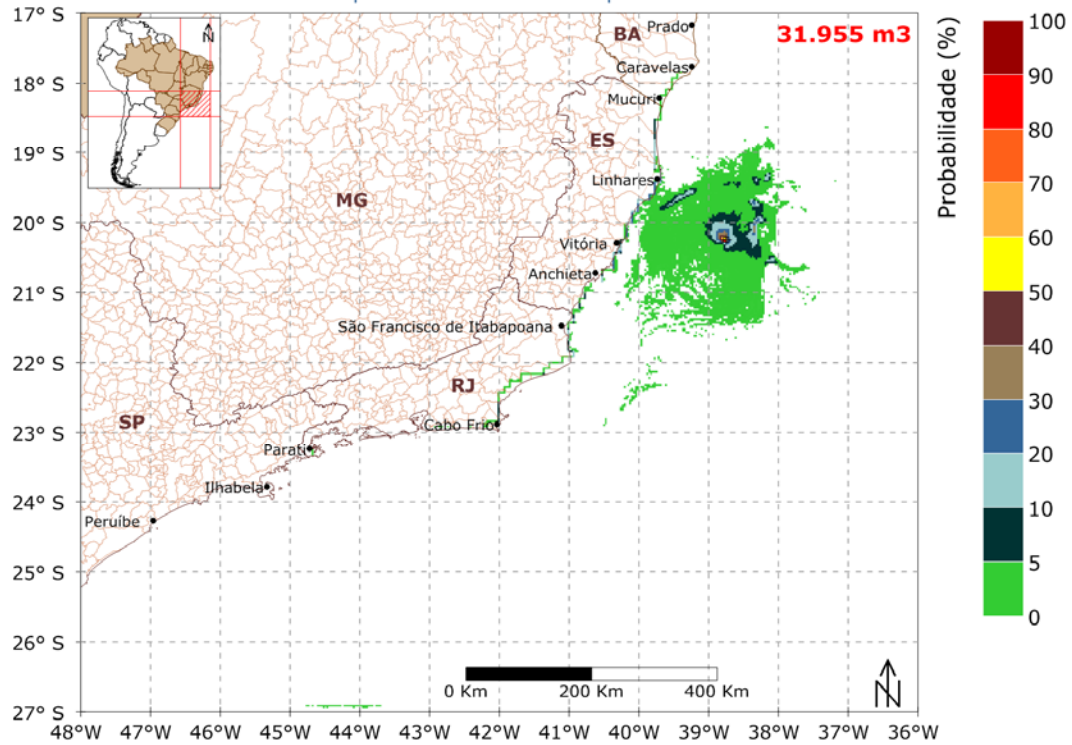 17° S
18° S
19° S
20° S
21° S
22° S
23° S
24° S
25° S
26° S
27° S
48°W
47°W
46°W
45°W
44°W
43°W
42°W
41°W
40°W
39°W
38°W
37°W
36°W
N
BA
Prado
31.955 m3
Caravelas
Mucuri
ES
Linhares
MG
Vitória
Anchieta
São Francisco de Itabapoana
RJ
SP
Cabo Frio
Parati
Ilhabela
Peruíbe
0 Km
200 Km
400 Km
N
Probabilidade (%)
100
90
80
70
60
50
40
30
20
10
5
0